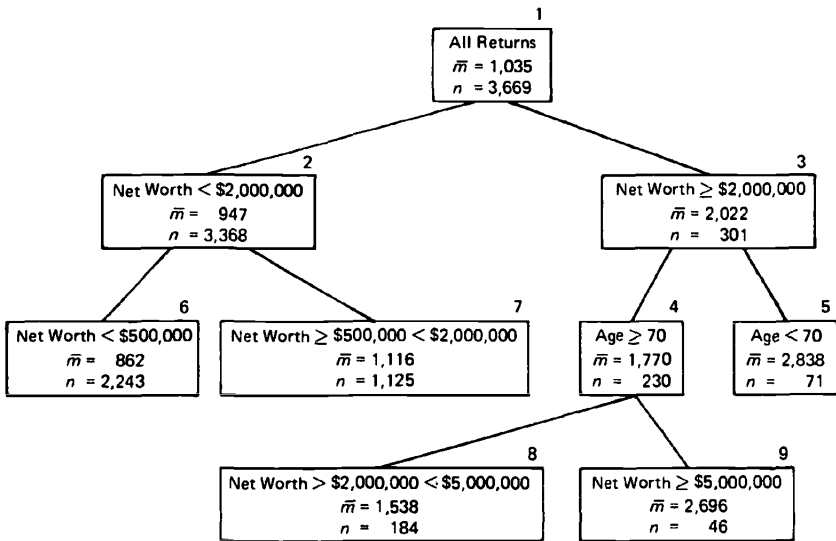 1
All Returns
m̅ = 1,035
n = 3,669
2
Net Worth < $2,000,000
m̅ = 947
n = 3,368
3
Net Worth ≥ $2,000,000
m̅ = 2,022
n = 301
6
Net Worth < $500,000
m̅ = 862
n = 2,243
7
Net Worth ≥ $500,000 < $2,000,000
m̅ = 1,116
n = 1,125
4
Age ≥ 70
m̅ = 1,770
n = 230
5
Age < 70
m̅ = 2,838
n = 71
8
Net Worth > $2,000,000 < $5,000,000
m̅ = 1,538
n = 184
9
Net Worth ≥ $5,000,000
m̅ = 2,696
n = 46